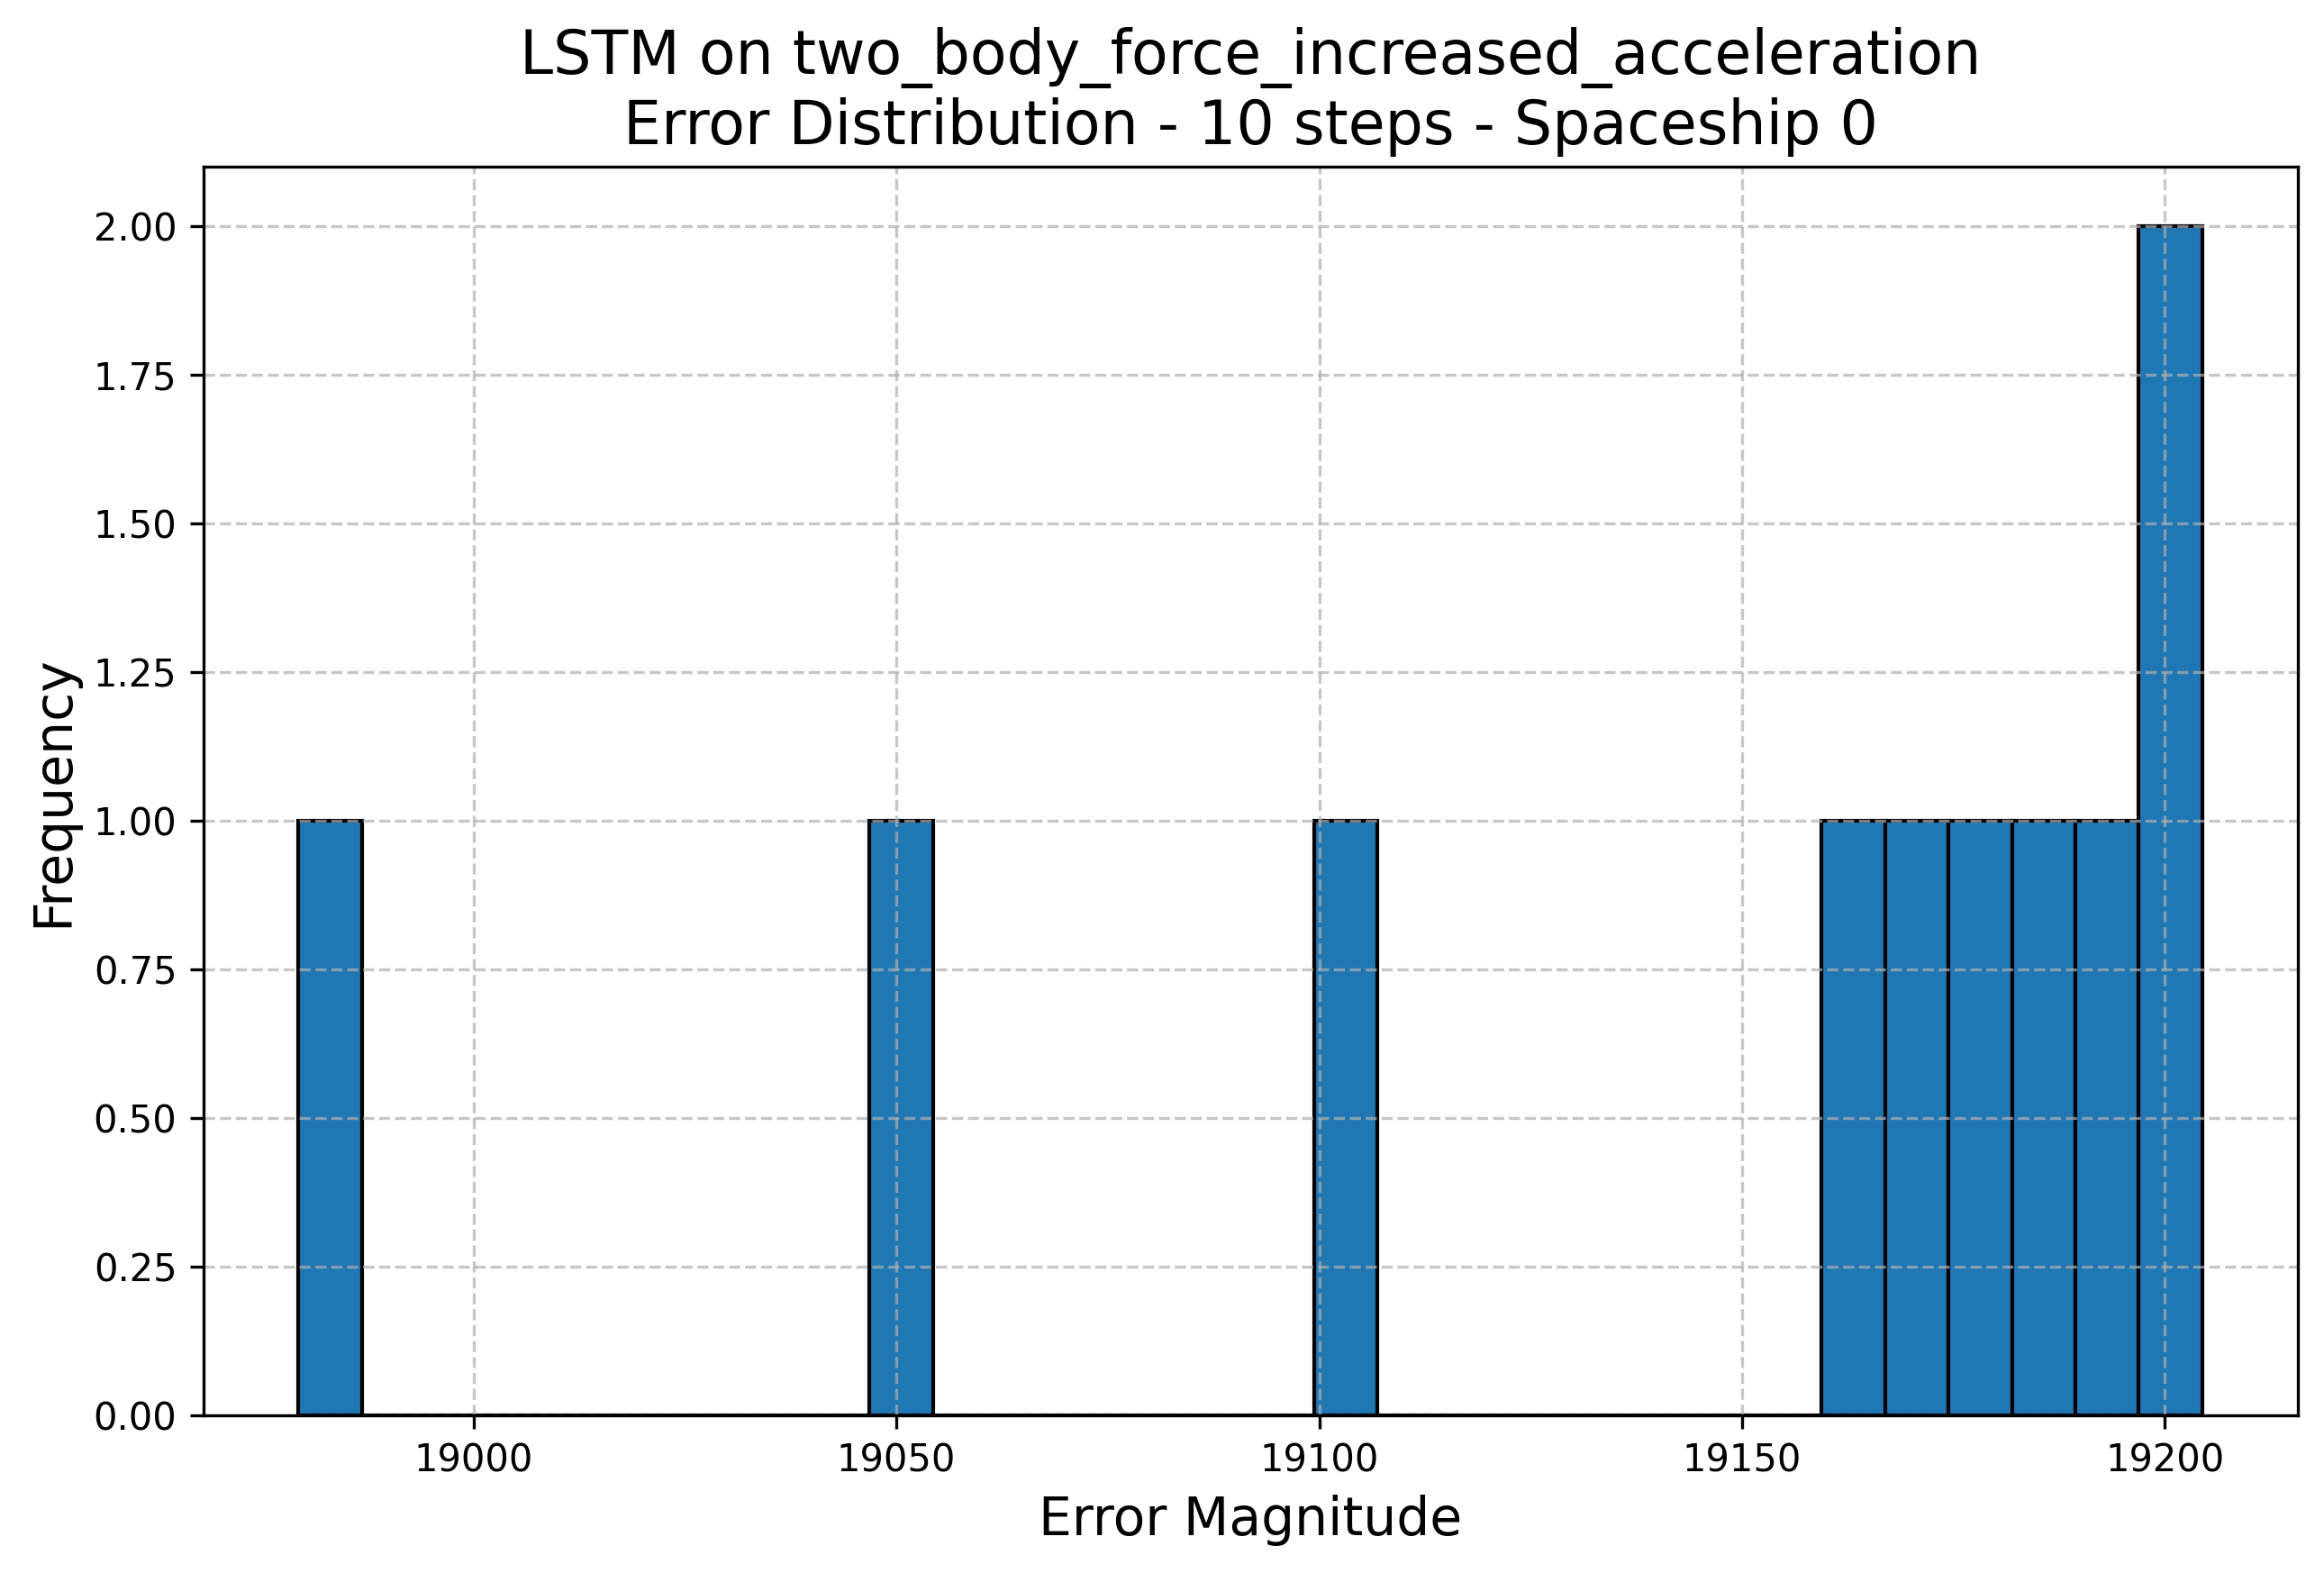 LSTM on two_body_force_increased_acceleration
Error Distribution - 10 steps - Spaceship 0
2.00
1.75
1.50
1.25
1.00
0.75
0.50
0.25
0.00
Frequency
19000 19050 19100 19150 19200
Error Magnitude